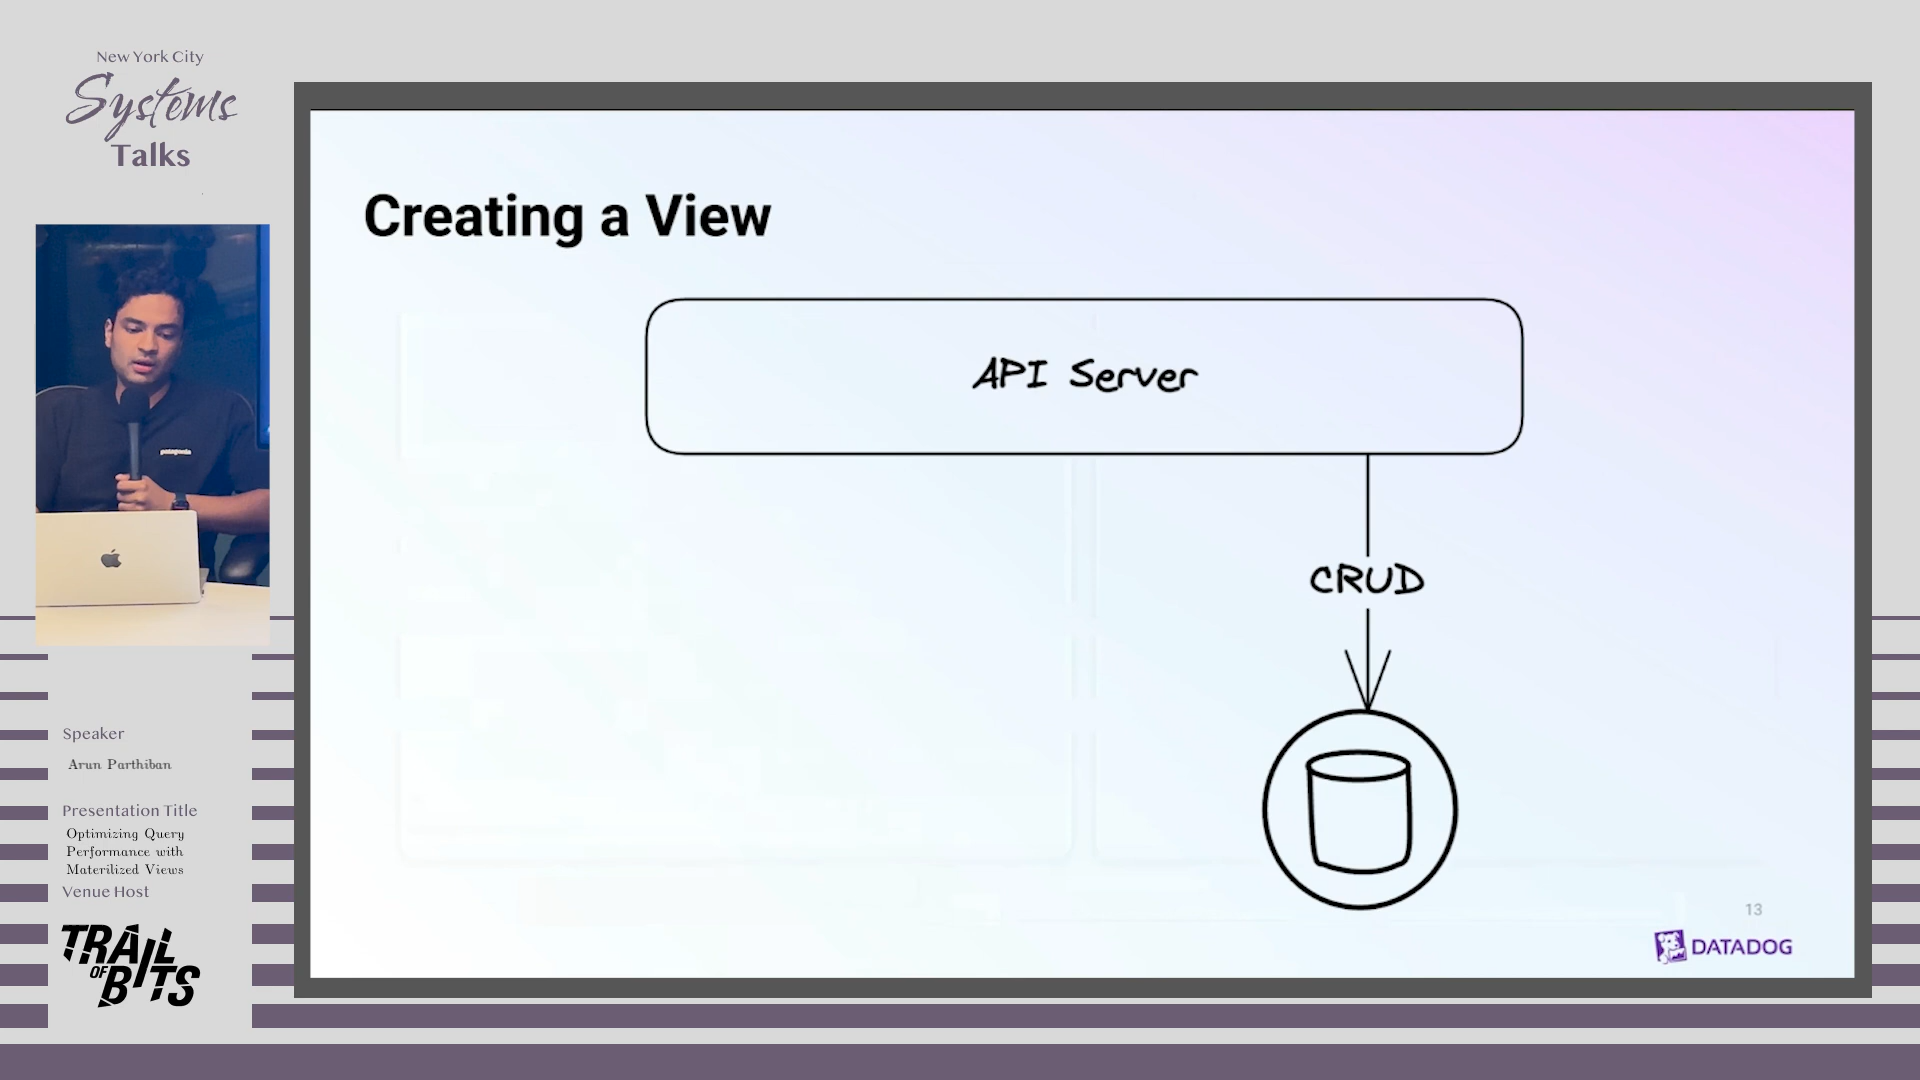 New York City
Systems
Talks
Creating a View
API Server
CRUD
patagonia
Speaker
Arun Parthiban
Presentation Title
Optimizing Query
Performance with
Materilized Views
Venue Host
TRAIL
OF
BITS
13
DATADOG